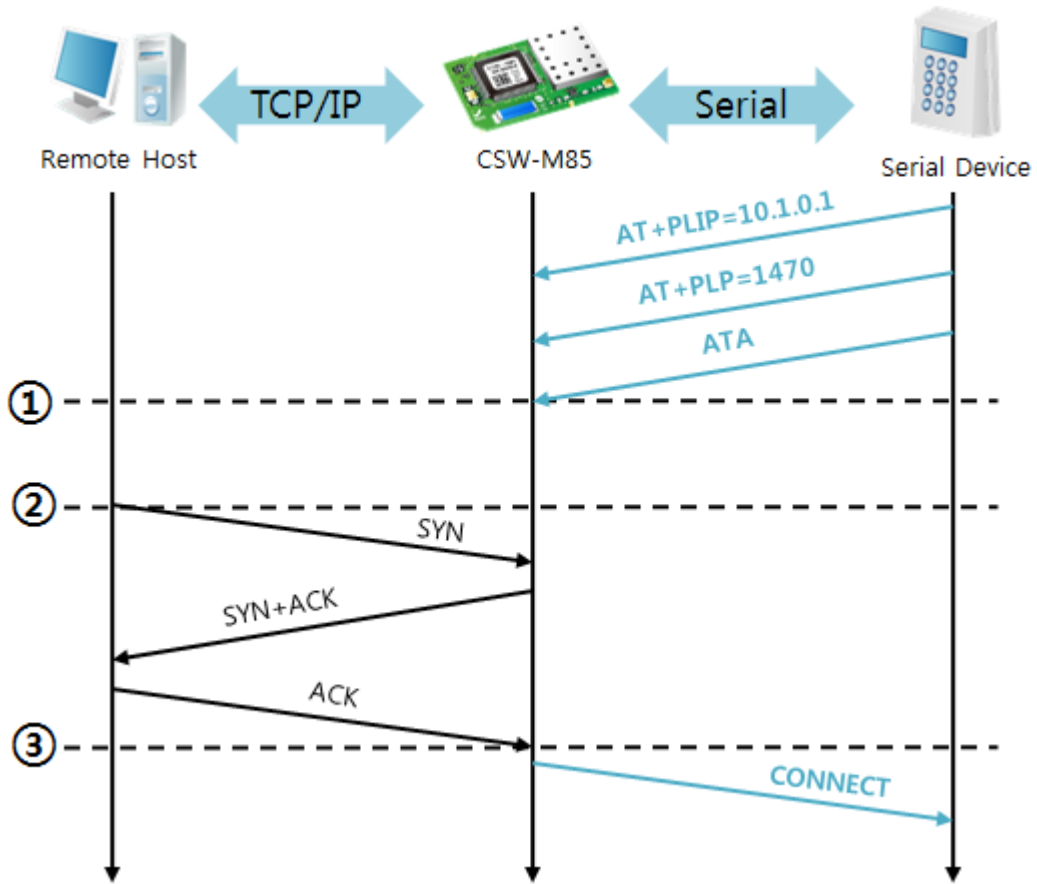 TCP/IP
Serial
Remote Host
CSW-M85
Serial Device
AT+PLIP=10.1.0.1
AT+PLP=1470
ATA
①
②
SYN
SYN+ACK
ACK
③
CONNECT